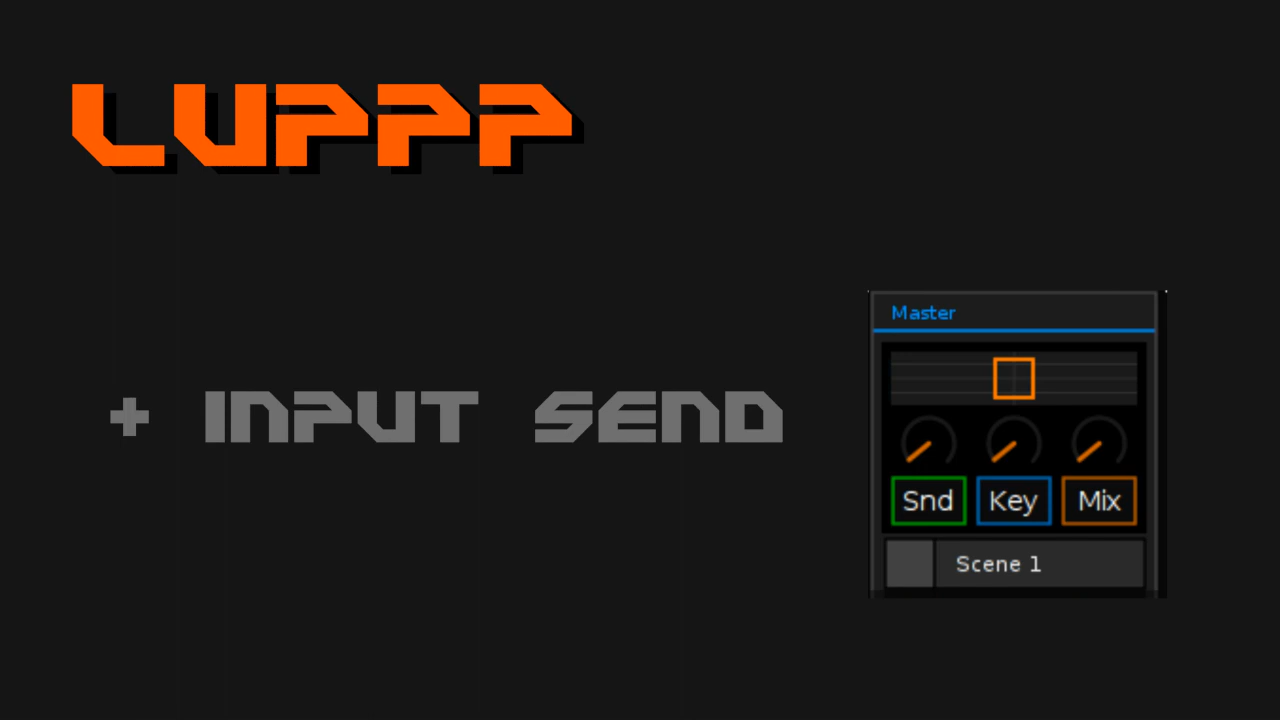 LUPPP
+ INPUT SEND
Master
Snd Key Mix
Scene 1